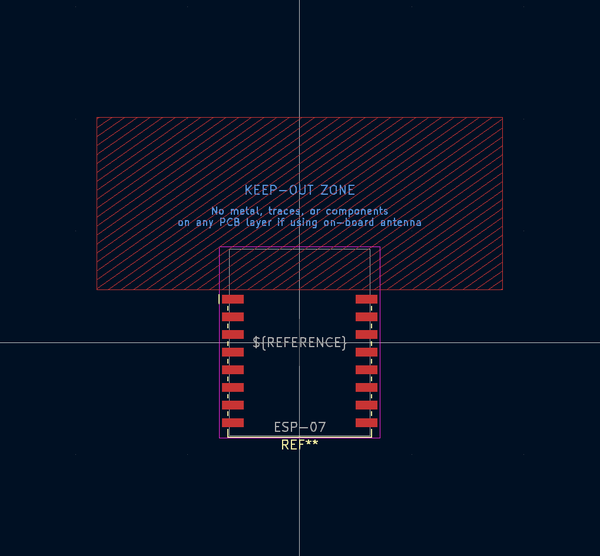 KEEP-OUT ZONE
No metal, traces, or components
on any PCB layer if using on-board antenna
${REFERENCE}
ESP-07
REF**